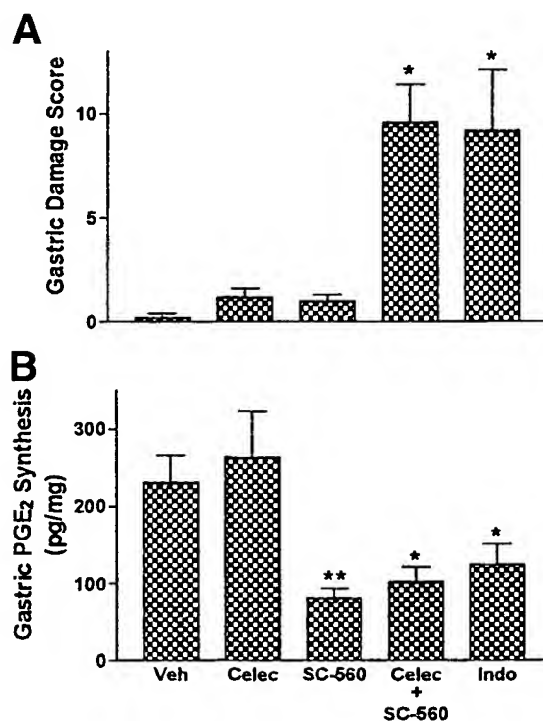 A
Gastric Damage Score
10
5
0
* *
B
Gastric PGE₂ Synthesis
(pg/mg)
300
200
100
0
** * *
Veh Celec SC-560 Celec Indo
+
SC-560